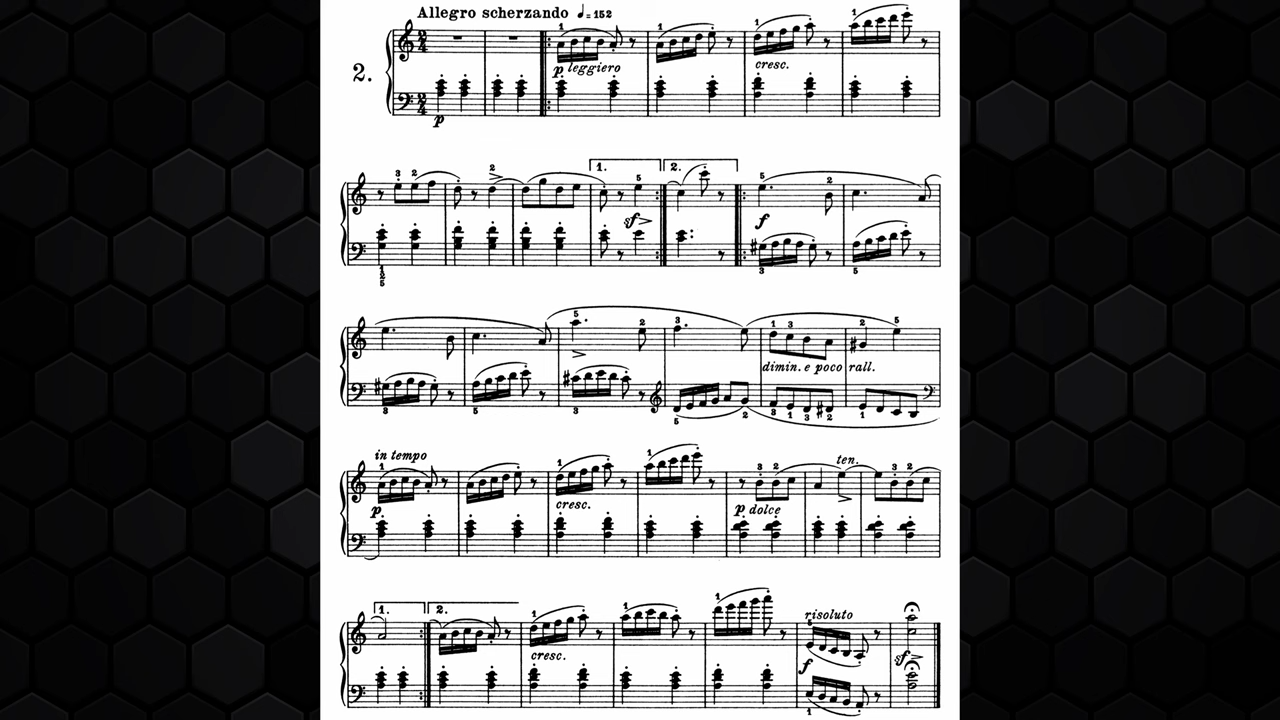 Allegro scherzando ♩=152
2.
p leggiero
cresc.
p
1.
2.
sf
f
dimin. e poco rall.
in tempo
p
cresc.
ten.
p dolce
1.
2.
cresc.
risoluto
f
sf